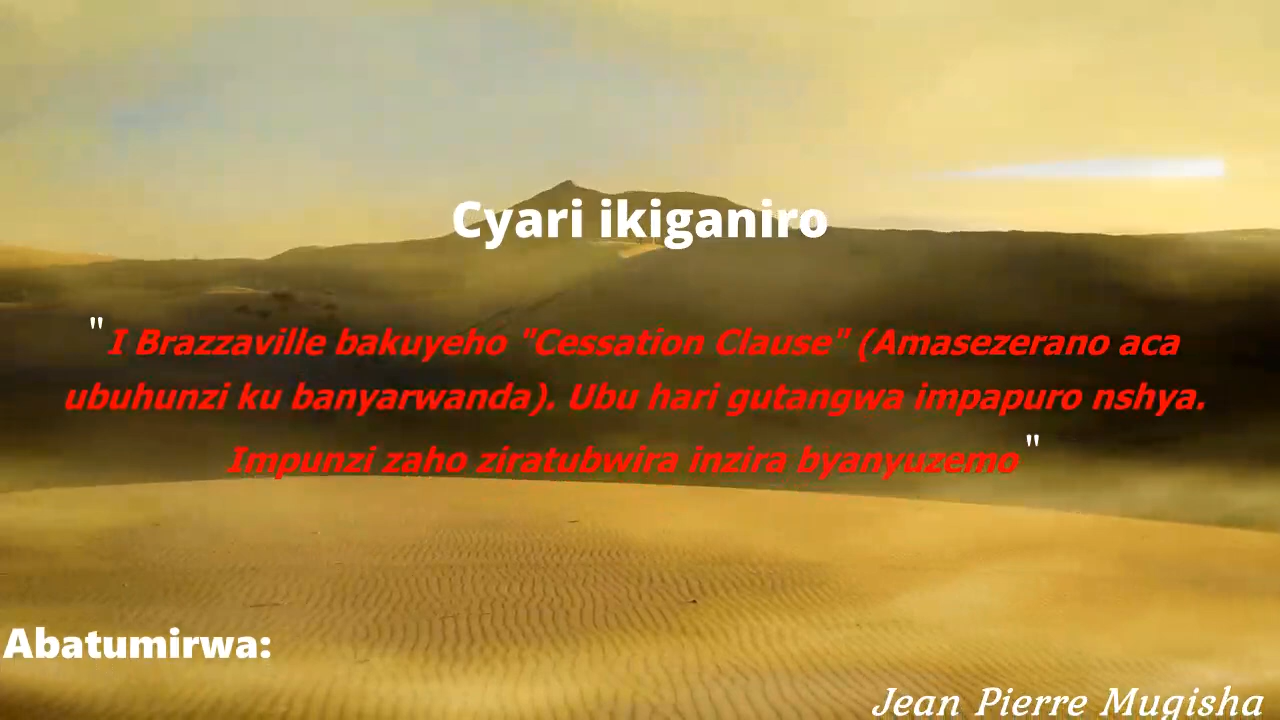 Cyari ikiganiro
"I Brazzaville bakuyeho "Cessation Clause" (Amasezerano aca
ubuhunzi ku banyarwanda). Ubu hari gutangwa impapuro nshya.
Impunzi zaho ziratubwira inzira byanyuzemo"
Abatumirwa:
Jean Pierre Mugisha